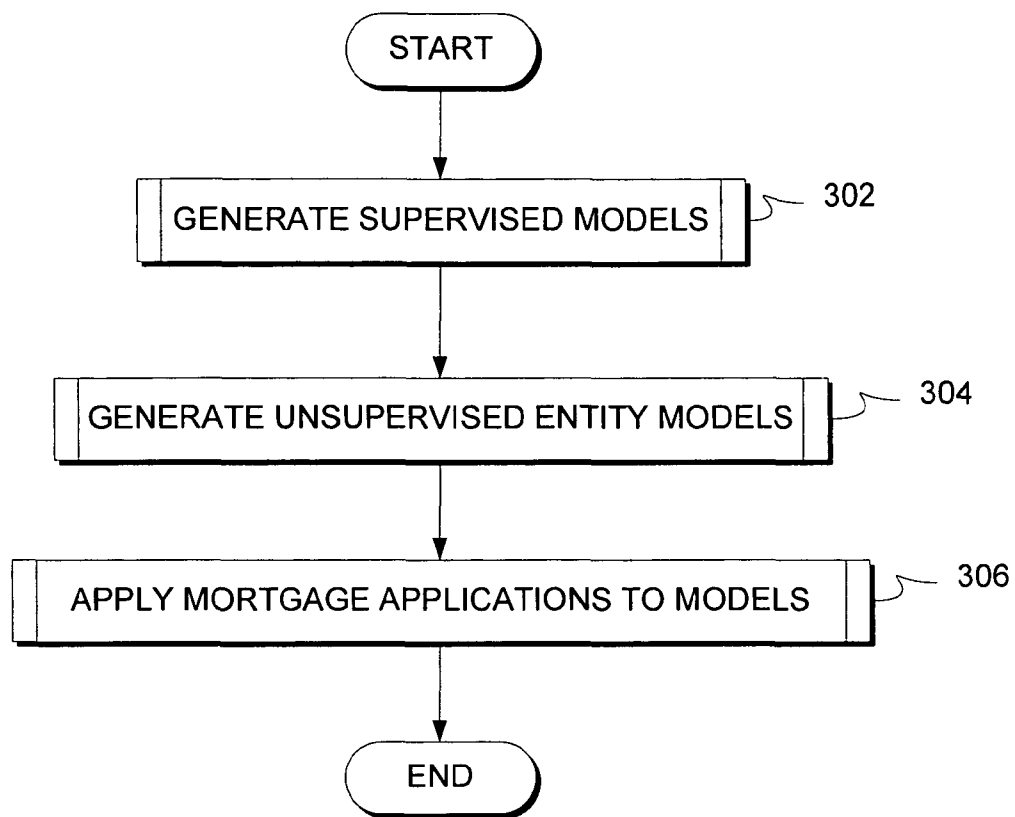 START
GENERATE SUPERVISED MODELS
302
GENERATE UNSUPERVISED ENTITY MODELS
304
APPLY MORTGAGE APPLICATIONS TO MODELS
306
END